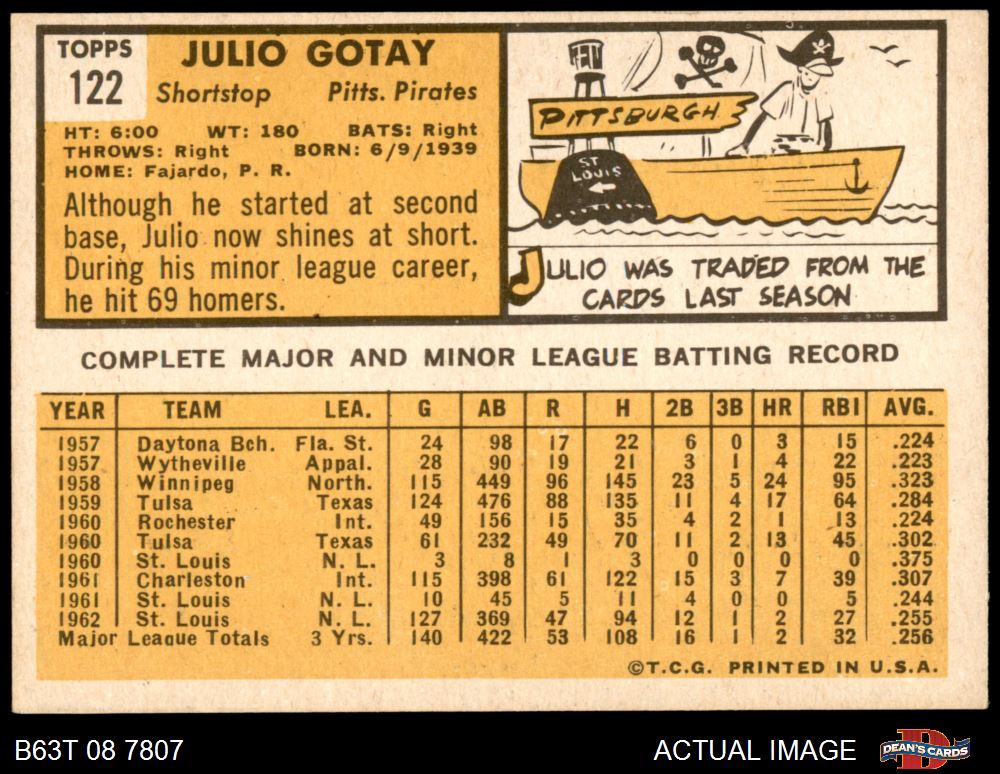 TOPPS
122
JULIO GOTAY
Shortstop Pitts. Pirates
HT: 6:00 WT: 180 BATS: Right
THROWS: Right BORN: 6/9/1939
HOME: Fajardo, P. R.
Although he started at second
base, Julio now shines at short.
During his minor league career,
he hit 69 homers.
PITTSBURGH
ST
LOUIS
JULIO WAS TRADED FROM THE
CARDS LAST SEASON
COMPLETE MAJOR AND MINOR LEAGUE BATTING RECORD
YEAR TEAM LEA. G AB R H 2B 3B HR RBI AVG.
1957 Daytona Bch. Fla. St. 24 98 17 22 6 0 3 15 .224
1957 Wytheville Appal. 28 90 19 21 3 1 4 22 .223
1958 Winnipeg North. 115 449 96 145 23 5 24 95 .323
1959 Tulsa Texas 124 476 88 135 11 4 17 64 .284
1960 Rochester Int. 49 156 15 35 4 2 1 13 .224
1960 Tulsa Texas 61 232 49 70 11 2 13 45 .302
1960 St. Louis N. L. 3 8 1 3 0 0 0 0 .375
1961 Charleston Int. 115 398 61 122 15 3 7 39 .307
1961 St. Louis N. L. 10 45 5 11 4 0 0 5 .244
1962 St. Louis N. L. 127 369 47 94 12 1 2 27 .255
Major League Totals 3 Yrs. 140 422 53 108 16 1 2 32 .256
©T.C.G. PRINTED IN U.S.A.
B63T 08 7807
ACTUAL IMAGE
DEAN'S CARDS